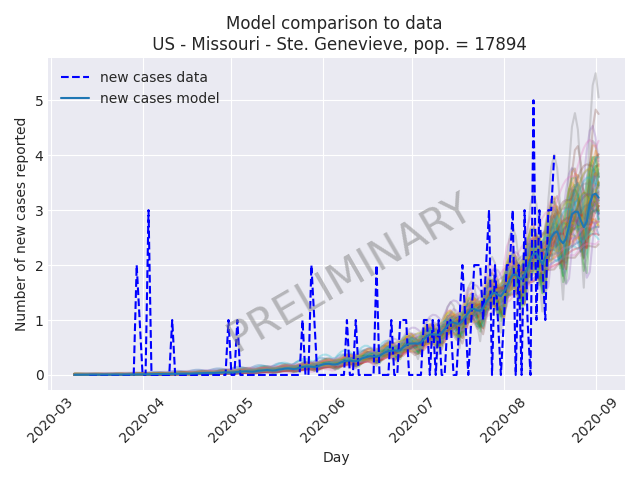 Model comparison to data
US - Missouri - Ste. Genevieve, pop. = 17894
new cases data
new cases model
Number of new cases reported
5
4
3
2
1
0
PRELIMINARY
2020-03
2020-04
2020-05
2020-06
2020-07
2020-08
2020-09
Day